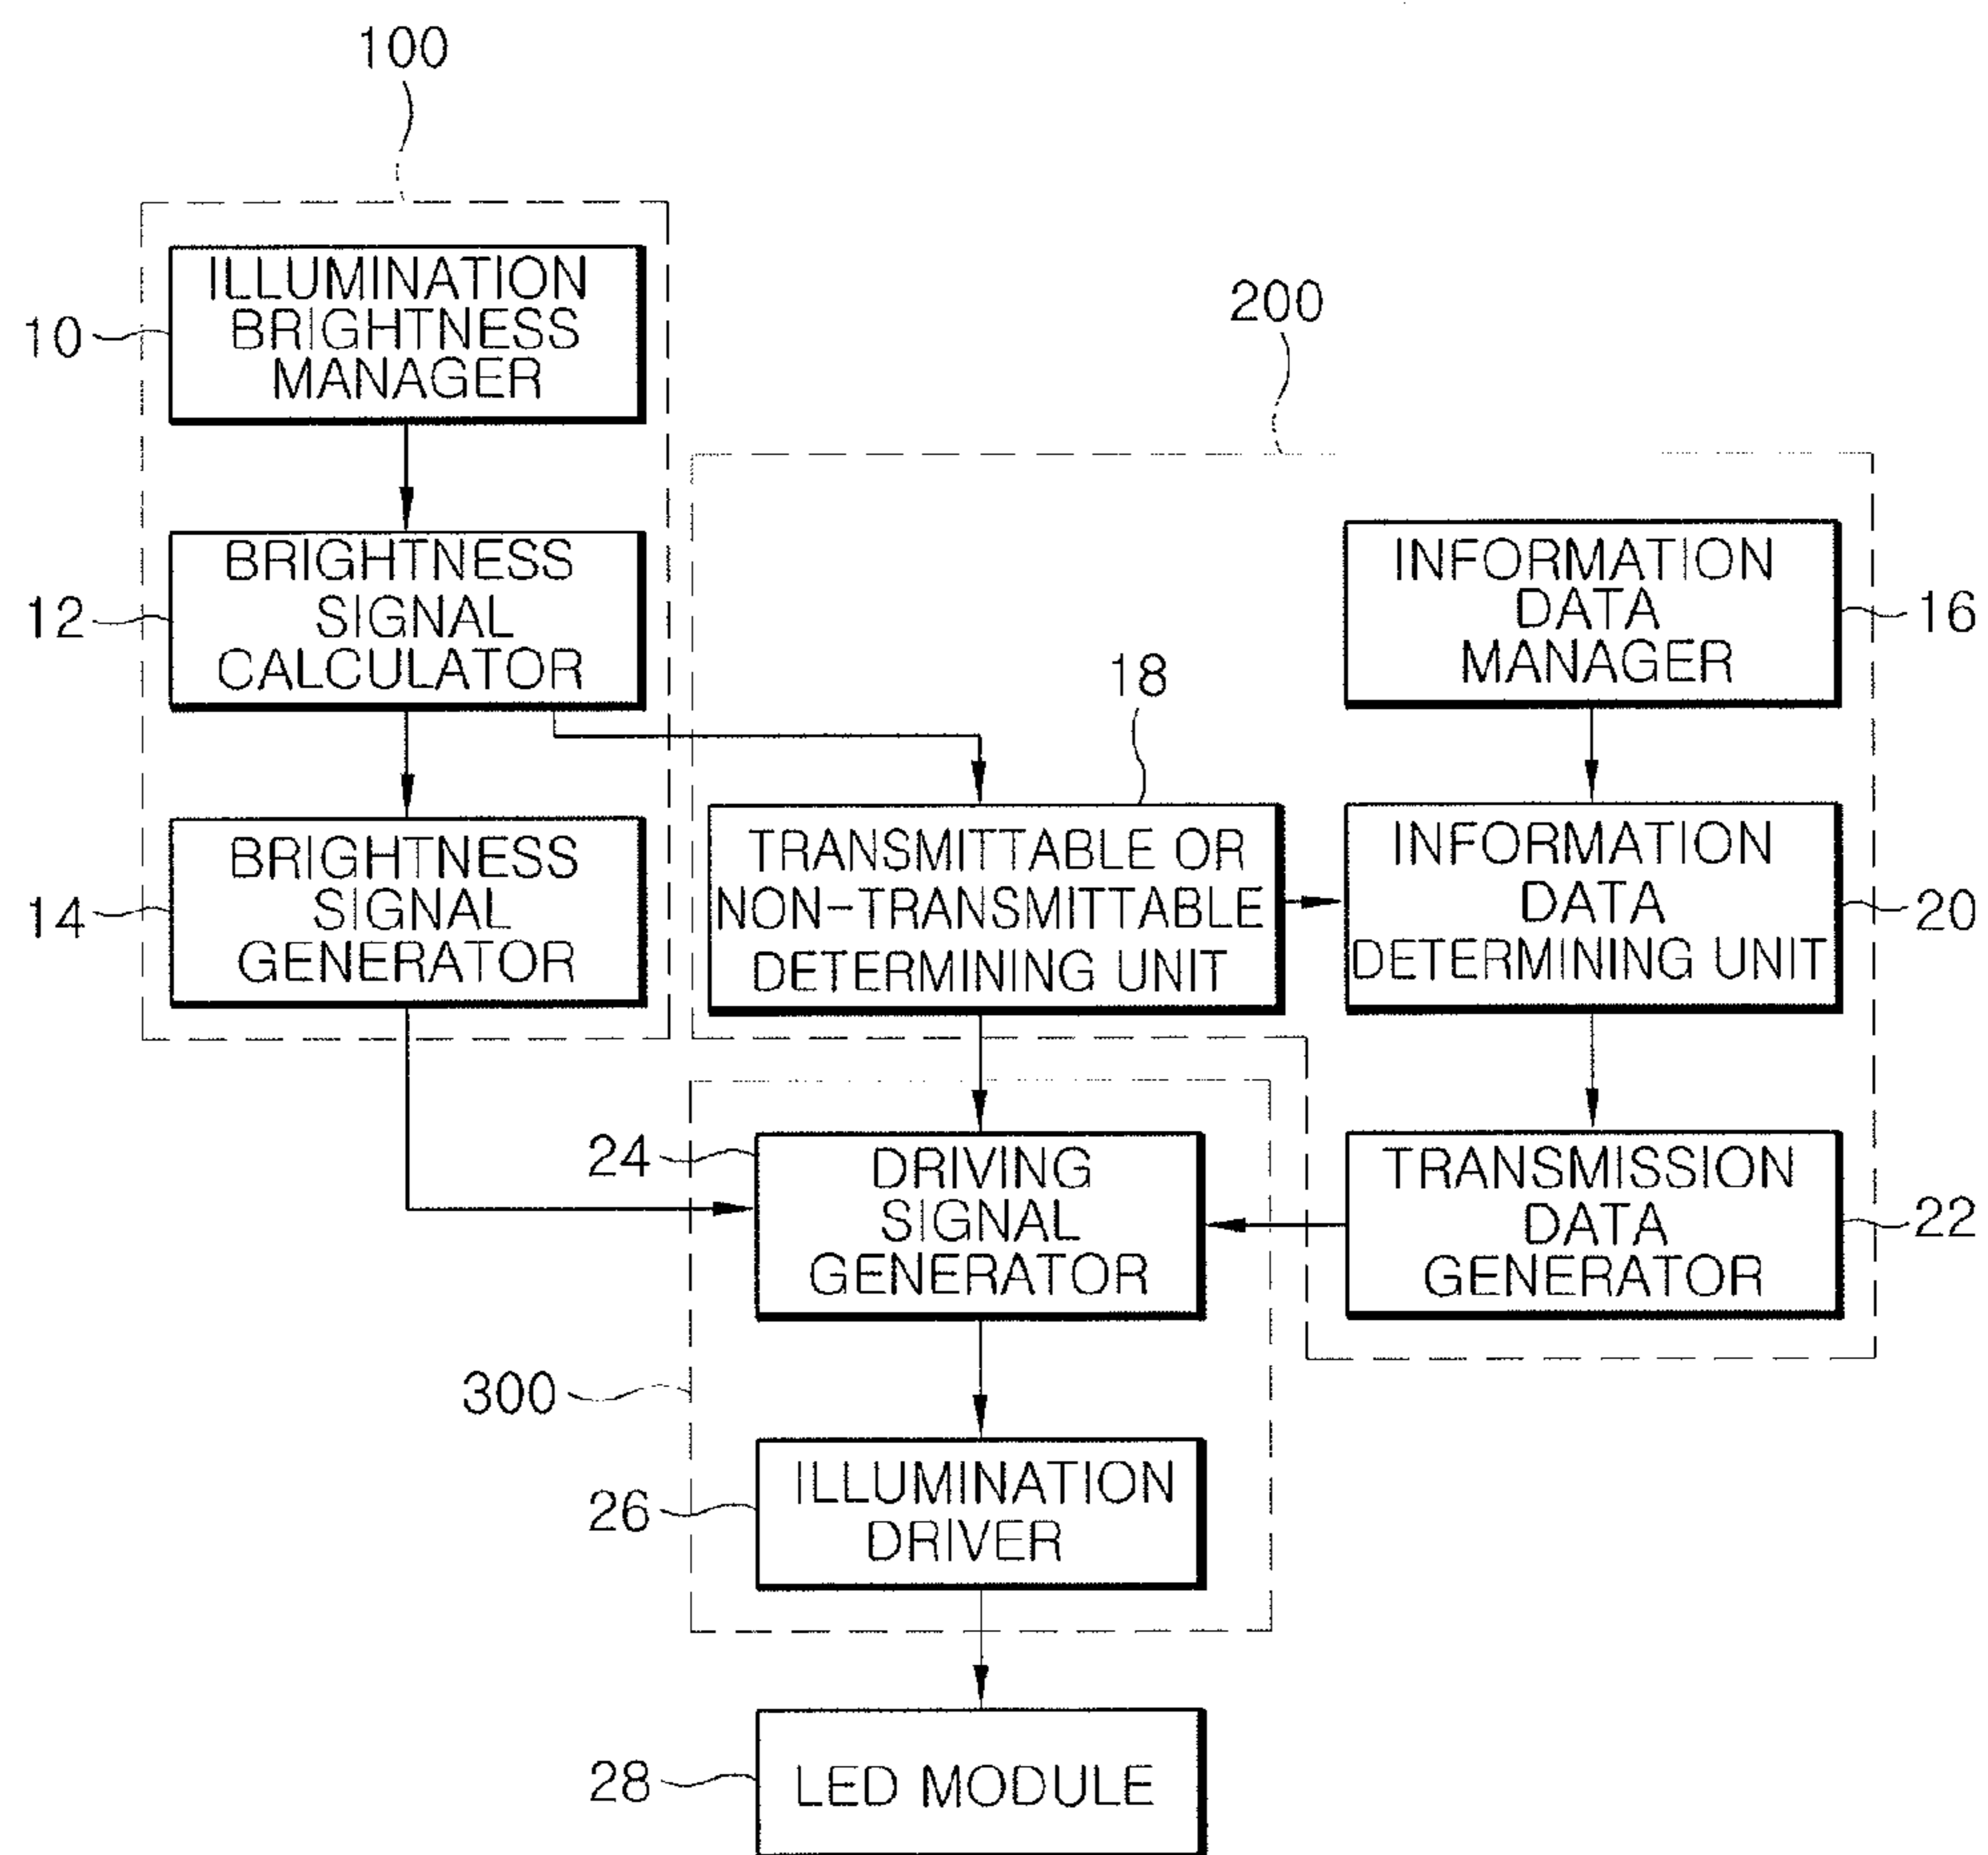 100
ILLUMINATION
BRIGHTNESS
MANAGER
10
200
BRIGHTNESS
SIGNAL
CALCULATOR
12
INFORMATION
DATA
MANAGER
16
18
BRIGHTNESS
SIGNAL
GENERATOR
14
TRANSMITTABLE OR
NON-TRANSMITTABLE
DETERMINING UNIT
INFORMATION
DATA
DETERMINING UNIT
20
24
DRIVING
SIGNAL
GENERATOR
TRANSMISSION
DATA
GENERATOR
22
300
26
ILLUMINATION
DRIVER
28
LED MODULE